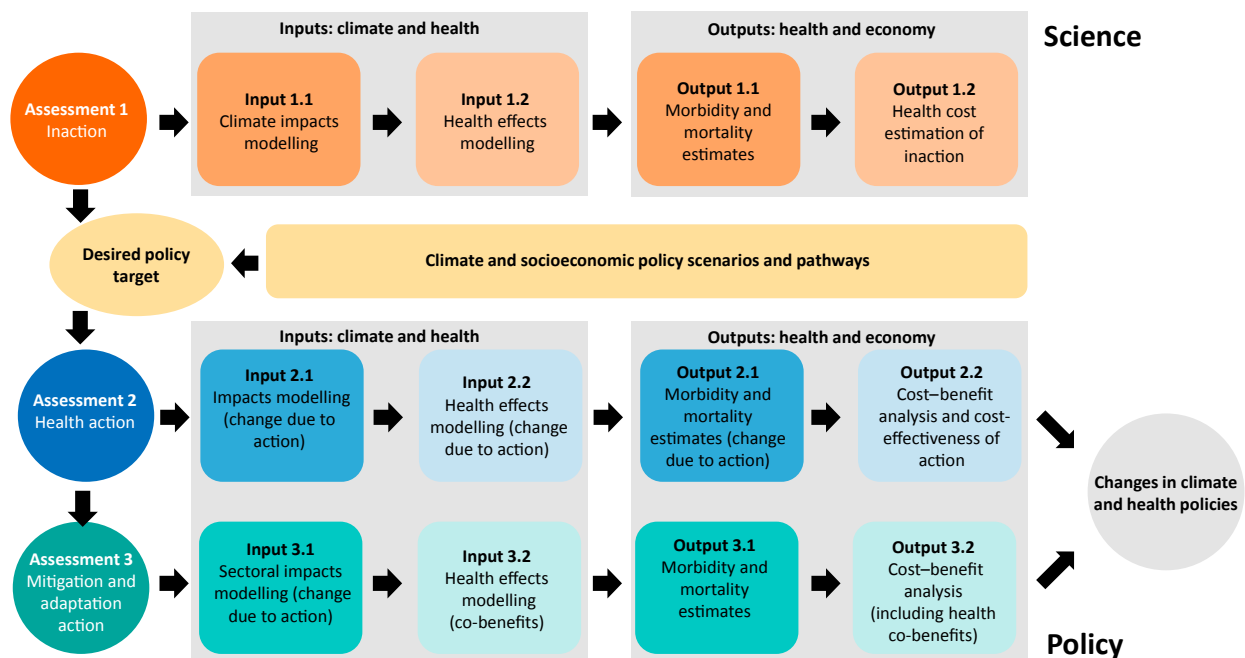 Inputs: climate and health
Outputs: health and economy
Science
Assessment 1
Inaction
Input 1.1
Climate impacts
modelling
Input 1.2
Health effects
modelling
Output 1.1
Morbidity and
mortality
estimates
Output 1.2
Health cost
estimation of
inaction
Desired policy
target
Climate and socioeconomic policy scenarios and pathways
Inputs: climate and health
Outputs: health and economy
Assessment 2
Health action
Input 2.1
Impacts modelling
(change due to
action)
Input 2.2
Health effects
modelling (change
due to action)
Output 2.1
Morbidity and
mortality
estimates (change
due to action)
Output 2.2
Cost–benefit
analysis and cost-
effectiveness of
action
Changes in climate
and health policies
Assessment 3
Mitigation and
adaptation
action
Input 3.1
Sectoral impacts
modelling (change
due to action)
Input 3.2
Health effects
modelling
(co-benefits)
Output 3.1
Morbidity and
mortality
estimates
Output 3.2
Cost–benefit
analysis
(including health
co-benefits)
Policy